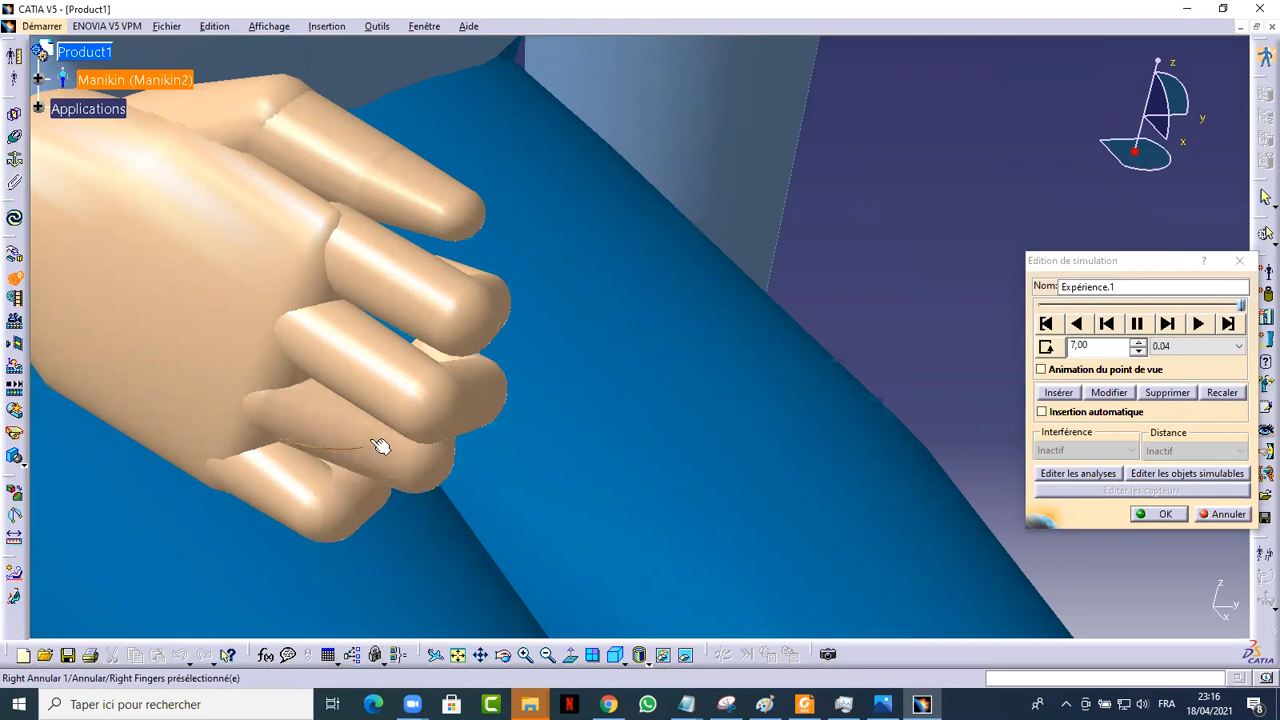 CATIA V5 - [Product1]
Démarrer ENOVIA V5 VPM Fichier Edition Affichage Insertion Outils Fenêtre Aide
Product1
Manikin (Manikin2)
Applications
z
y
x
Edition de simulation
Nom: Expérience.1
7,00 0.04
Animation du point de vue
Insérer Modifier Supprimer Recaler
Insertion automatique
Interférence Distance
Inactif Inactif
Editer les analyses Editer les objets simulables
Editer les capteurs
OK Annuler
z
y
x
f(x)
CATIA
Right Annular 1/Annular/Right Fingers présélectionné(e)
Taper ici pour rechercher
FRA
23:16
18/04/2021
8